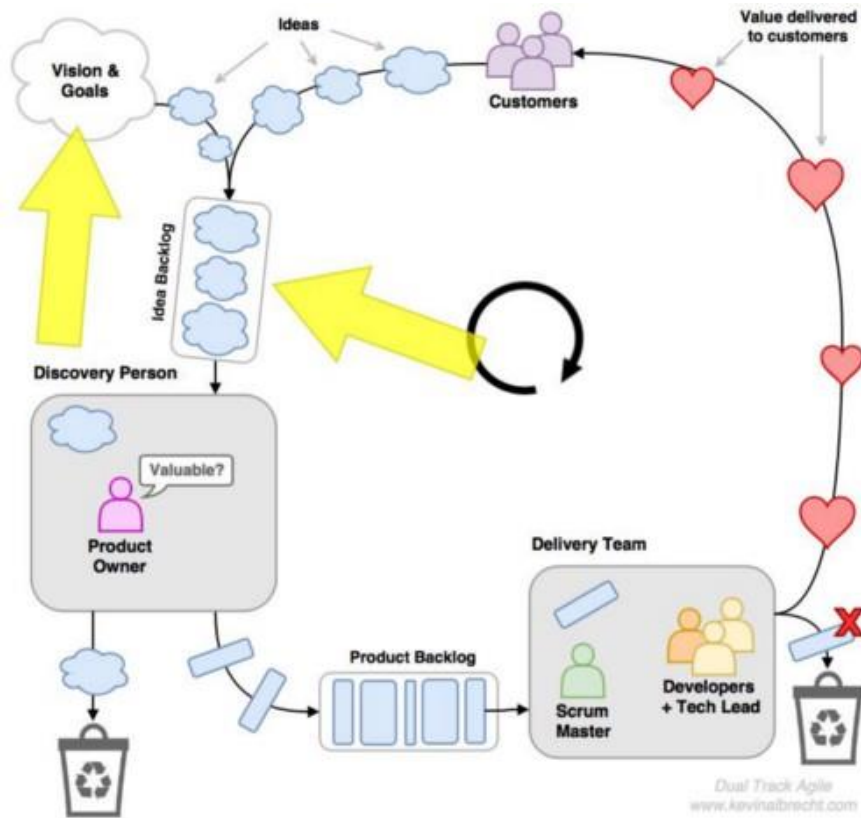 Ideas
Value delivered
to customers
Vision &
Goals
Customers
Idea Backlog
Discovery Person
Valuable?
Product
Owner
Delivery Team
Product Backlog
Scrum
Master
Developers
+ Tech Lead
X
Dual Track Agile
www.kevinalbrecht.com